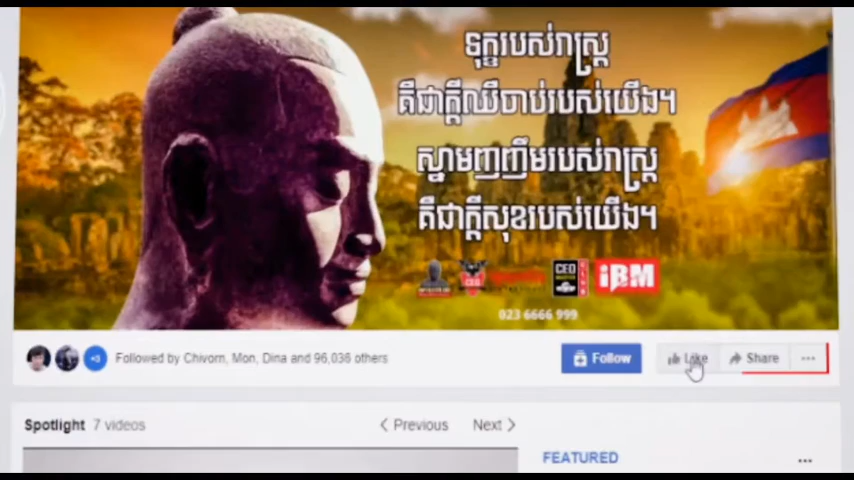 ទុក្ខរបស់រាស្ត្រ
គឺជាក្តីឈឺចាប់របស់យើង។
ស្នាមញញឹមរបស់រាស្ត្រ
គឺជាក្តីសុខរបស់យើង។
CEO
iBM
023 6666 999
Followed by Chivorn, Mon, Dina and 96,036 others
+3
Follow
Like
Share
Spotlight 7 videos
Previous
Next
FEATURED